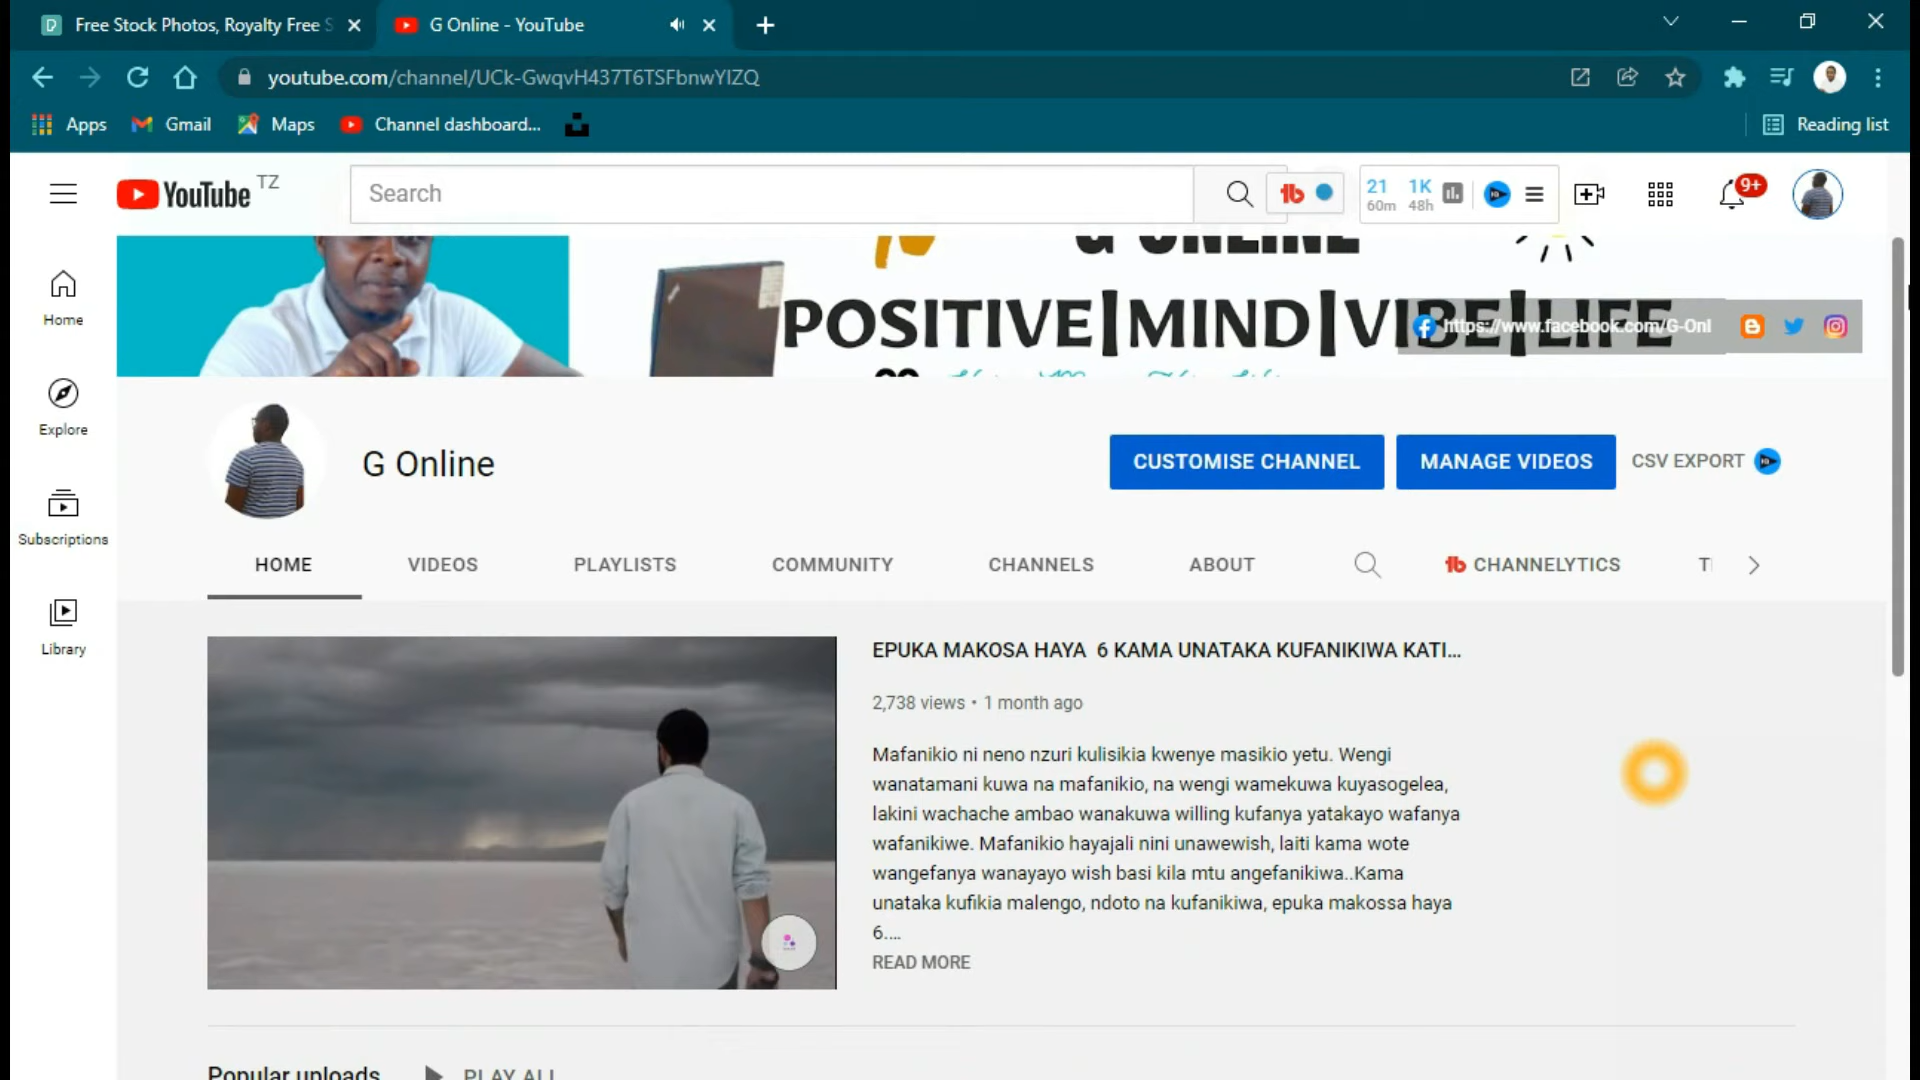 Free Stock Photos, Royalty Free S
G Online - YouTube
youtube.com/channel/UCk-GwqvH437T6TSFbnwYIZQ
Apps
Gmail
Maps
Channel dashboard...
Reading list
YouTube TZ
Search
21 1K
60m 48h
9+
G ONLINE
POSITIVE|MIND|VIBE|LIFE
https://www.facebook.com/G-Onl
Home
Explore
Subscriptions
Library
G Online
CUSTOMISE CHANNEL
MANAGE VIDEOS
CSV EXPORT
HOME
VIDEOS
PLAYLISTS
COMMUNITY
CHANNELS
ABOUT
CHANNELYTICS
EPUKA MAKOSA HAYA 6 KAMA UNATAKA KUFANIKIWA KATI...
2,738 views • 1 month ago
Mafanikio ni neno nzuri kulisikia kwenye masikio yetu. Wengi
wanatamani kuwa na mafanikio, na wengi wamekuwa kuyasogelea,
lakini wachache ambao wanakuwa willing kufanya yatakayo wafanya
wafanikiwe. Mafanikio hayajali nini unawewish, laiti kama wote
wangefanya wanayayo wish basi kila mtu angefanikiwa..Kama
unataka kufikia malengo, ndoto na kufanikiwa, epuka makossa haya
6....
READ MORE
Popular uploads
PLAY ALL